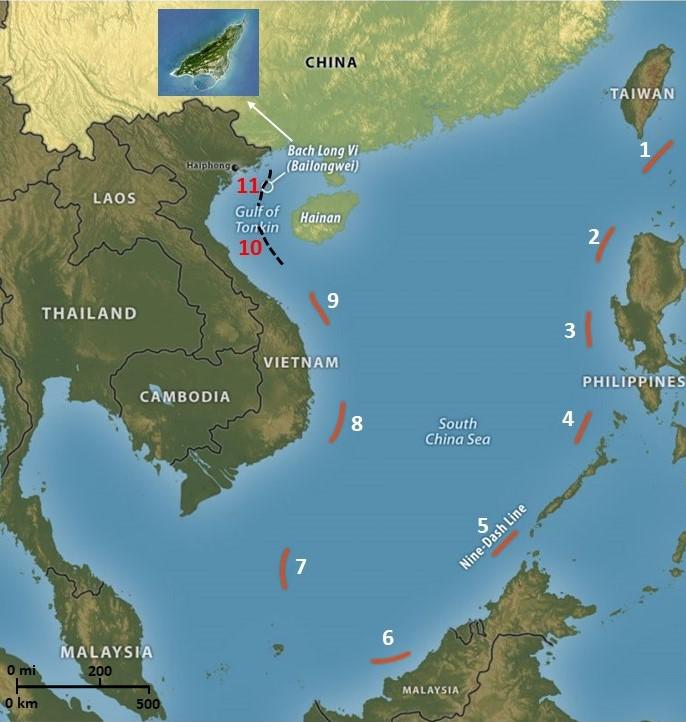 CHINA
TAIWAN
1
Bach Long Vi
(Bailongwei)
Haiphong
11
LAOS
Gulf of
Tonkin
Hainan
10
2
9
THAILAND
3
VIETNAM
PHILIPPINES
CAMBODIA
8
South
China Sea
4
5
Nine-Dash Line
7
6
MALAYSIA
0 mi 200
0 km 500
MALAYSIA